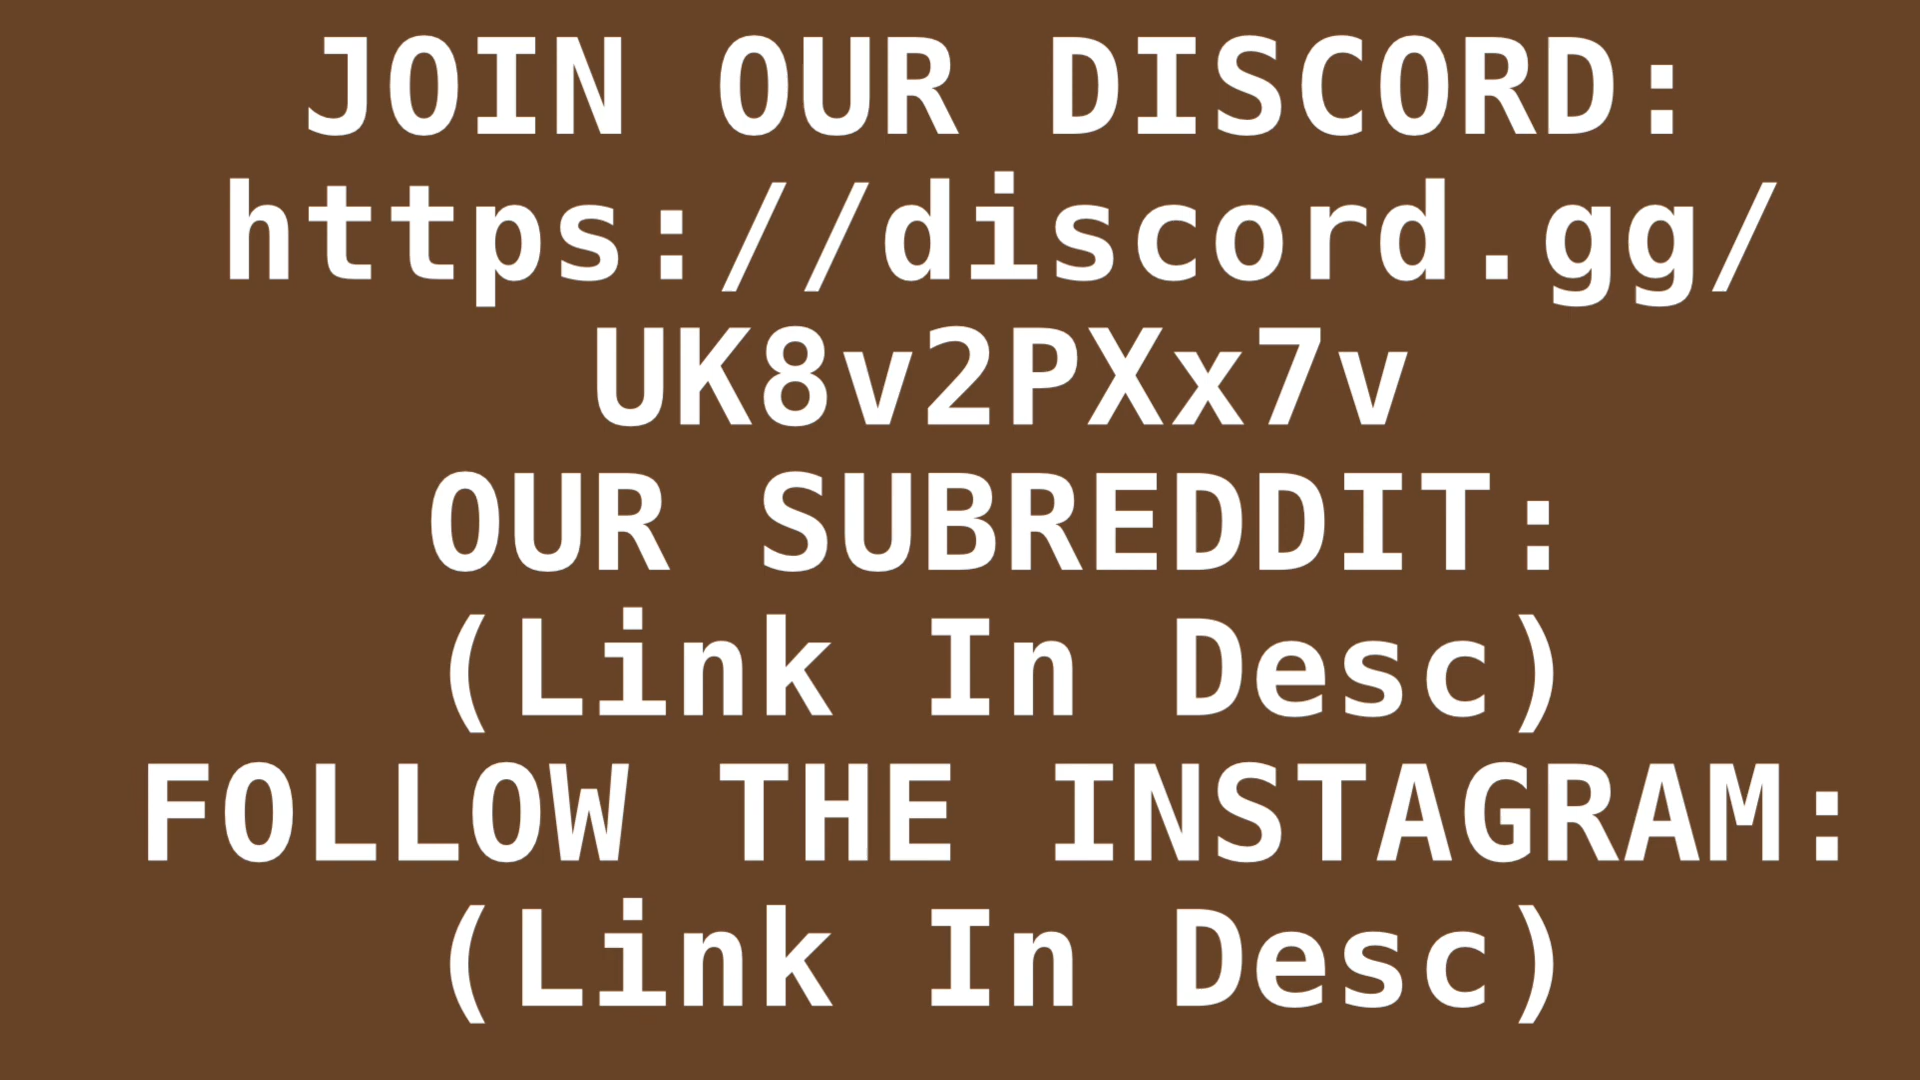 JOIN OUR DISCORD:
https://discord.gg/
UK8v2PXx7v
OUR SUBREDDIT:
(Link In Desc)
FOLLOW THE INSTAGRAM:
(Link In Desc)